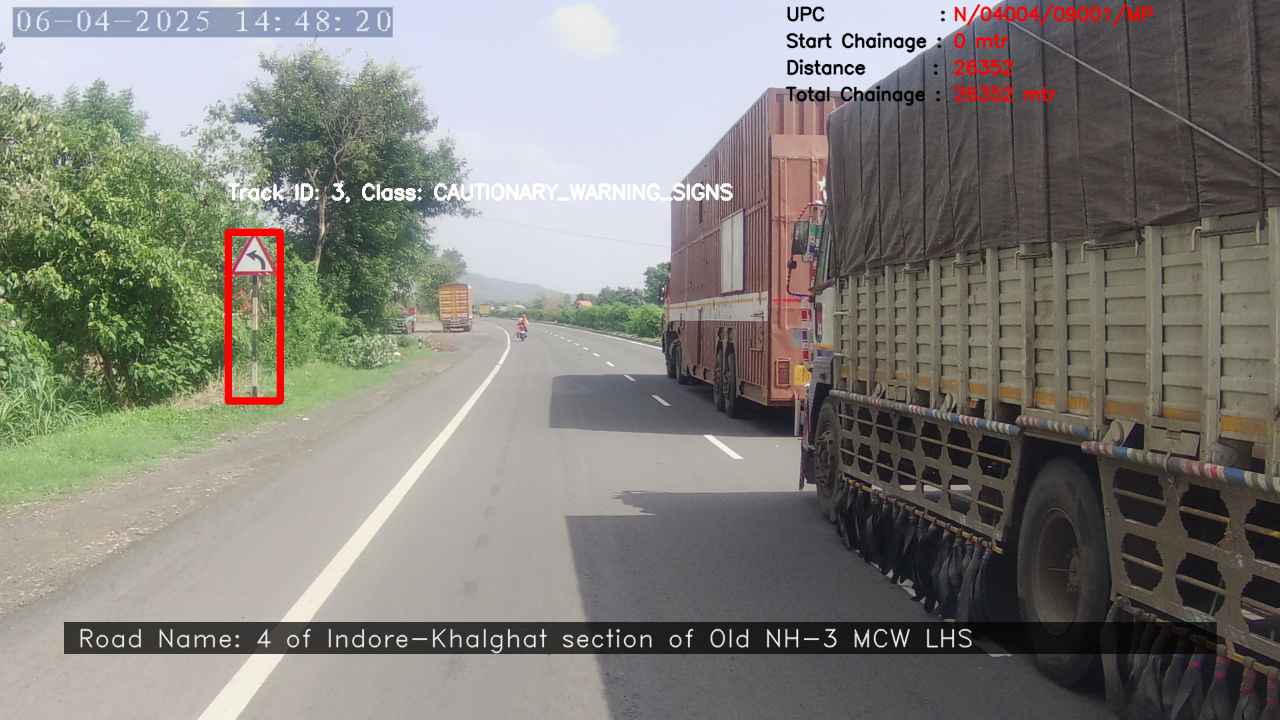 06-04-2025 14:48:20
UPC : N/04004/09001/MP
Start Chainage : 0 mtr
Distance : 26352
Total Chainage : 26352 mtr
Track ID: 3, Class: CAUTIONARY_WARNING_SIGNS
Road Name: 4 of Indore-Khalghat section of Old NH-3 MCW LHS